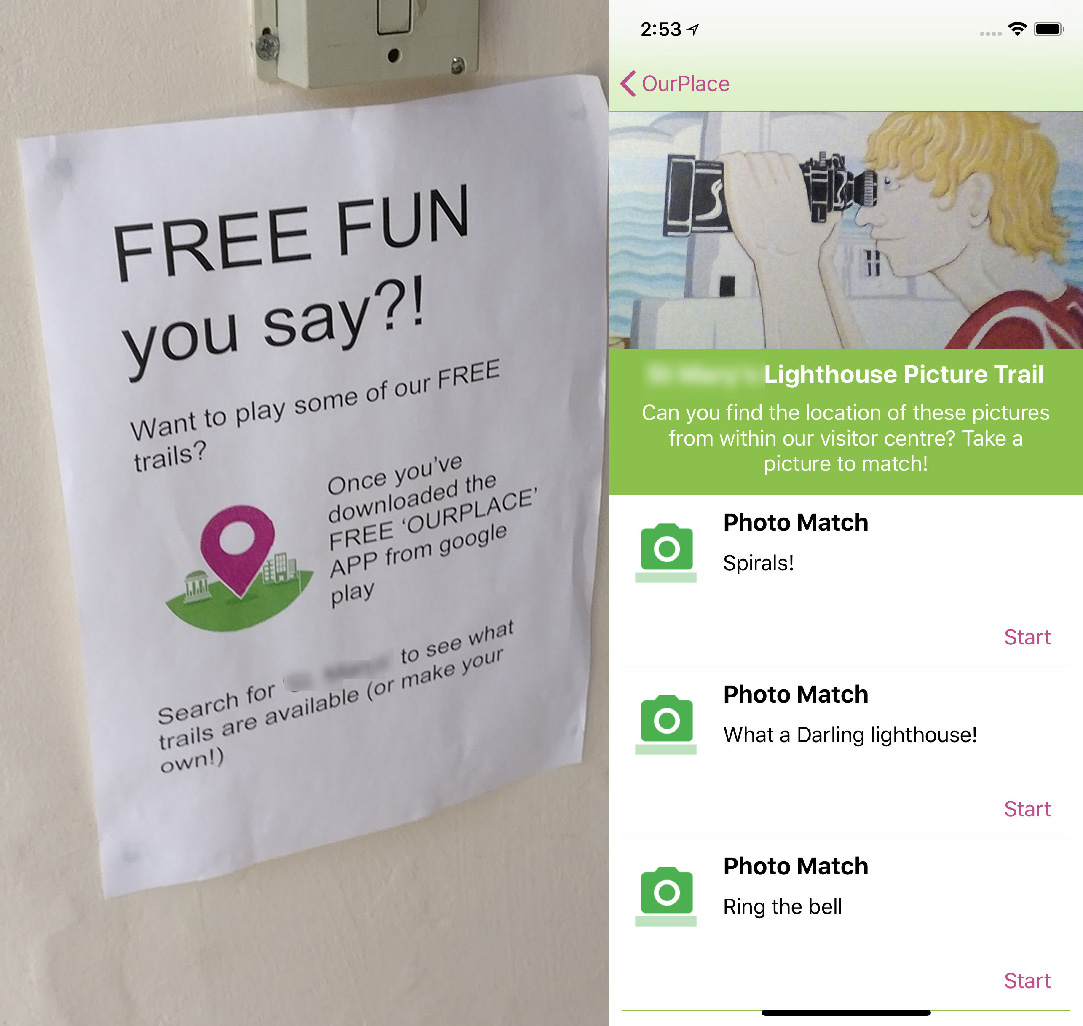 FREE FUN
you say?!
Want to play some of our FREE
trails?
Once you've
downloaded the
FREE 'OURPLACE'
APP from google
play
Search for to see what
trails are available (or make your
own!)
2:53
OurPlace
Lighthouse Picture Trail
Can you find the location of these pictures
from within our visitor centre? Take a
picture to match!
Photo Match
Spirals!
Start
Photo Match
What a Darling lighthouse!
Start
Photo Match
Ring the bell
Start